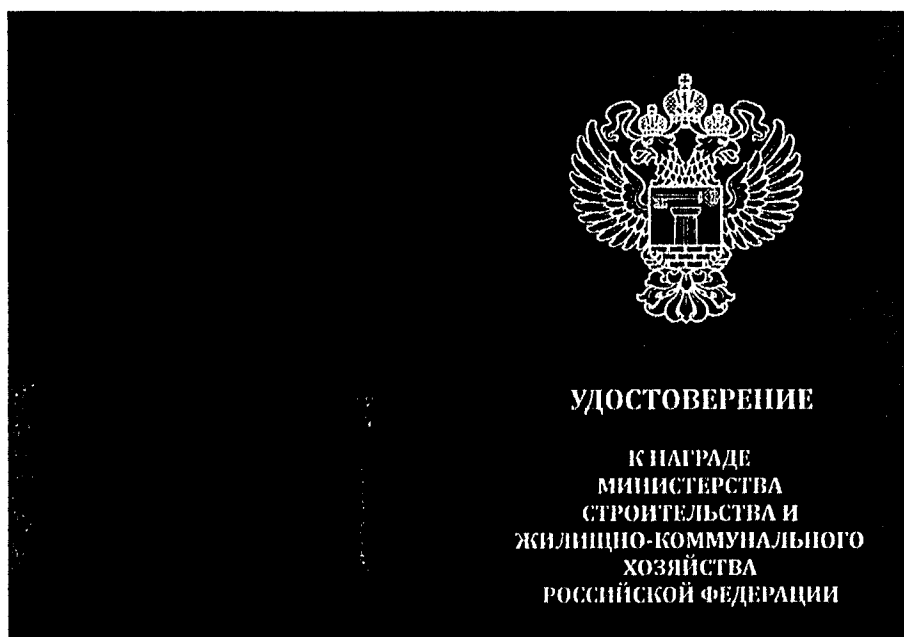 УДОСТОВЕРЕНИЕ
К НАГРАДЕ
МИНИСТЕРСТВА
СТРОИТЕЛЬСТВА И
ЖИЛИЩНО-КОММУНАЛЬНОГО
ХОЗЯЙСТВА
РОССИЙСКОЙ ФЕДЕРАЦИИ